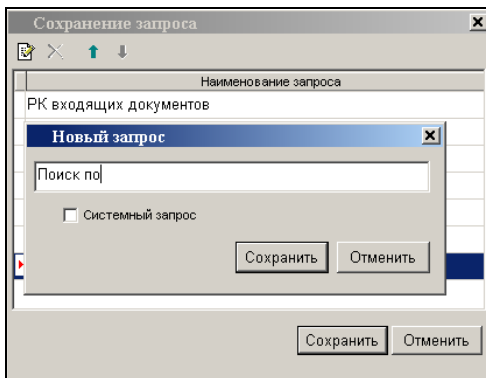 Сохранение запроса
Наименование запроса
РК входящих документов
Новый запрос
Поиск по
Системный запрос
Сохранить Отменить
Сохранить Отменить